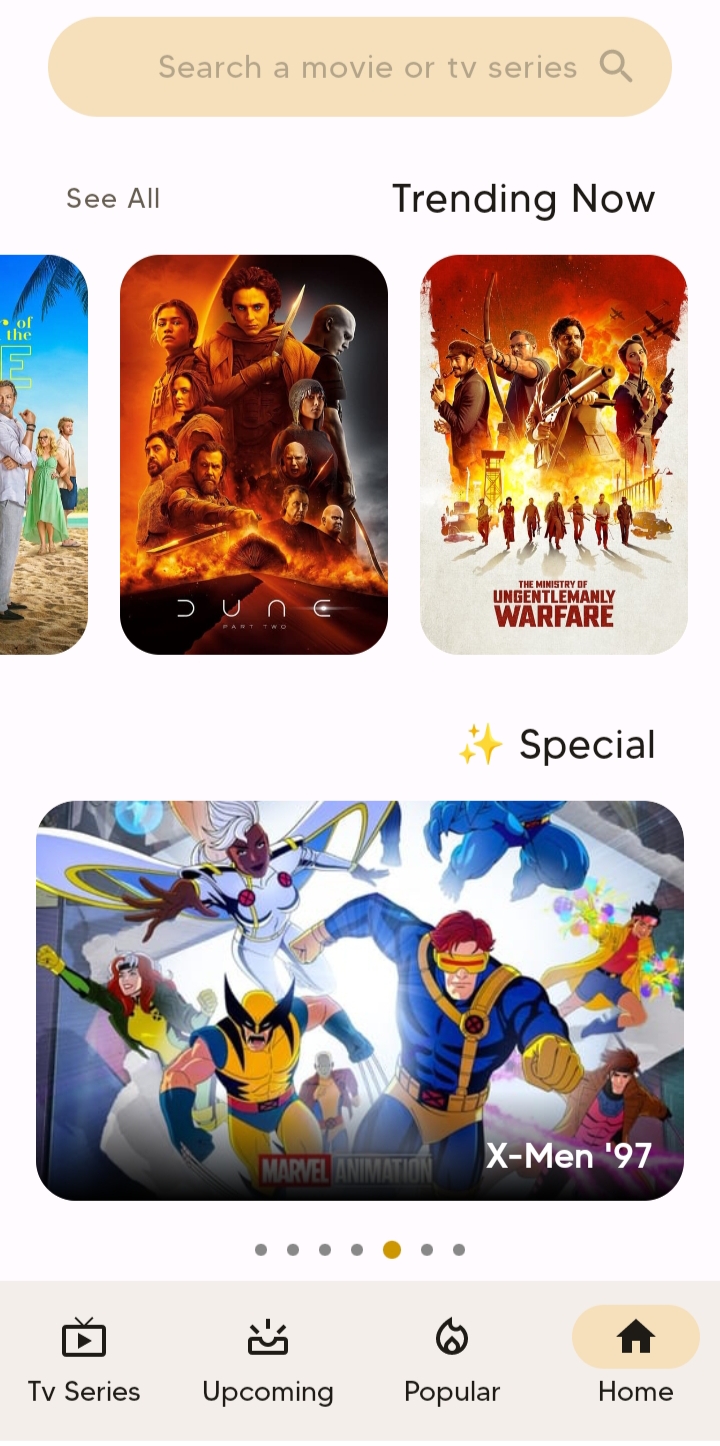 Search a movie or tv series
See All
Trending Now
of
the
E
DUNE
PART TWO
THE MINISTRY OF
UNGENTLEMANLY
WARFARE
✨ Special
X-Men '97
MARVEL ANIMATION
Tv Series
Upcoming
Popular
Home